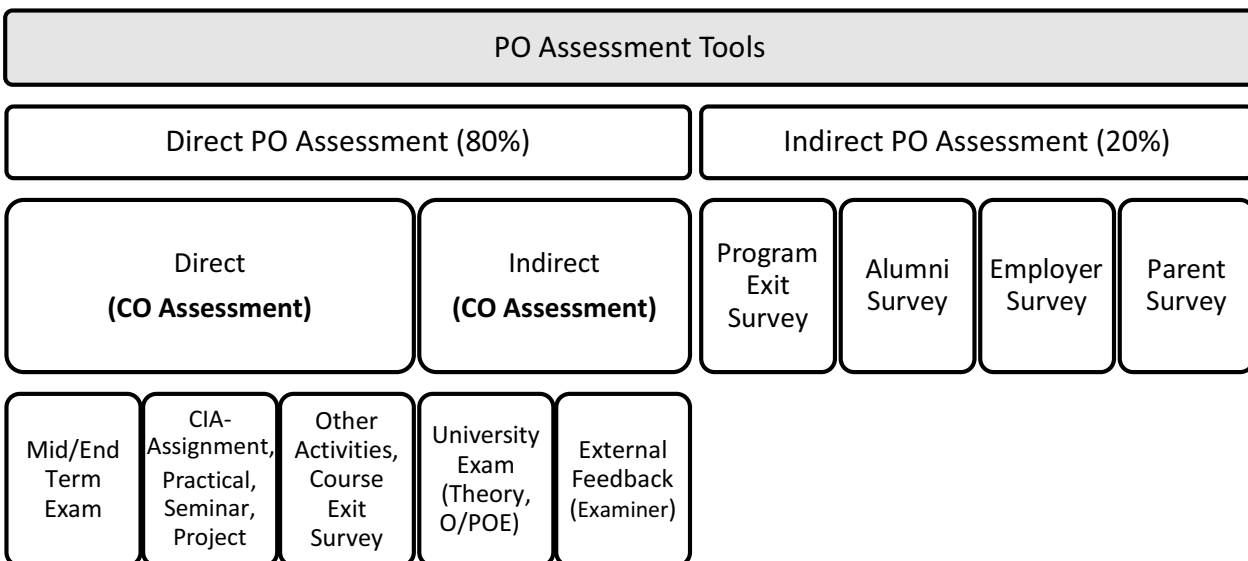 PO Assessment Tools
Direct PO Assessment (80%)
Indirect PO Assessment (20%)
Direct
(CO Assessment)
Indirect
(CO Assessment)
Program
Exit
Survey
Alumni
Survey
Employer
Survey
Parent
Survey
Mid/End
Term
Exam
CIA-
Assignment,
Practical,
Seminar,
Project
Other
Activities,
Course
Exit
Survey
University
Exam
(Theory,
O/POE)
External
Feedback
(Examiner)